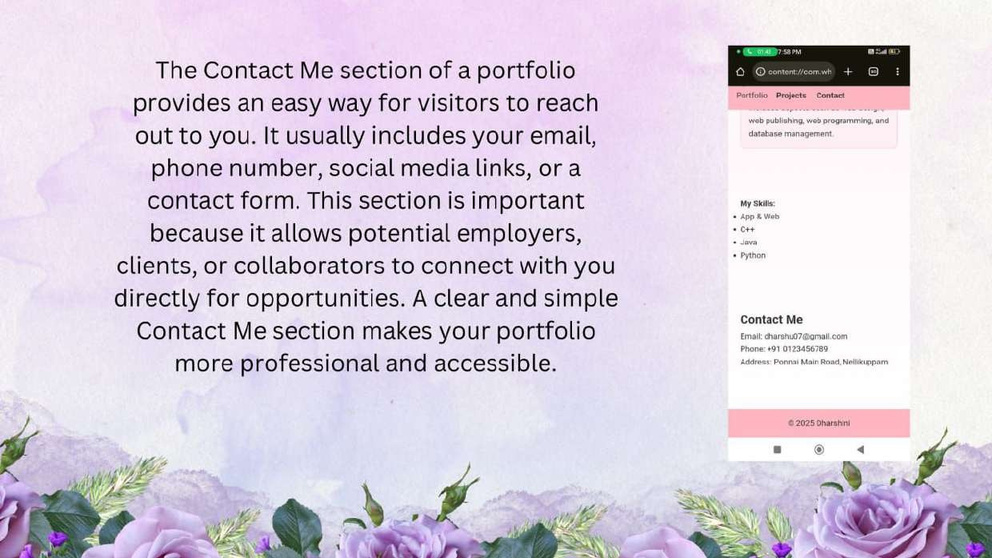 The Contact Me section of a portfolio
provides an easy way for visitors to reach
out to you. It usually includes your email,
phone number, social media links, or a
contact form. This section is important
because it allows potential employers,
clients, or collaborators to connect with you
directly for opportunities. A clear and simple
Contact Me section makes your portfolio
more professional and accessible.
01:43 7:58 PM
content://com.wh
Portfolio Projects Contact
web publishing, web programming, and
database management.
My Skills:
• App & Web
• C++
• Java
• Python
Contact Me
Email: dharshu07@gmail.com
Phone: +91 0123456789
Address: Ponnai Main Road, Nellikuppam
© 2025 Dharshini